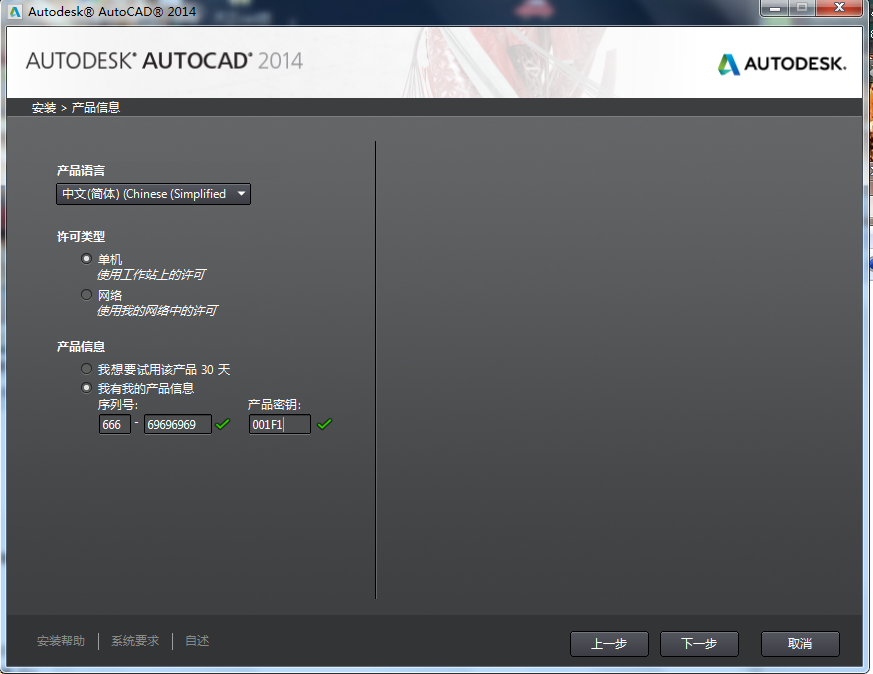 Autodesk® AutoCAD® 2014
AUTODESK® AUTOCAD® 2014
AUTODESK.
安装 > 产品信息
产品语言
中文(简体) (Chinese (Simplified
许可类型
单机
使用工作站上的许可
网络
使用我的网络中的许可
产品信息
我想要试用该产品 30 天
我有我的产品信息
序列号: 产品密钥:
666 - 69696969 001F1
安装帮助 系统要求 自述
上一步 下一步 取消